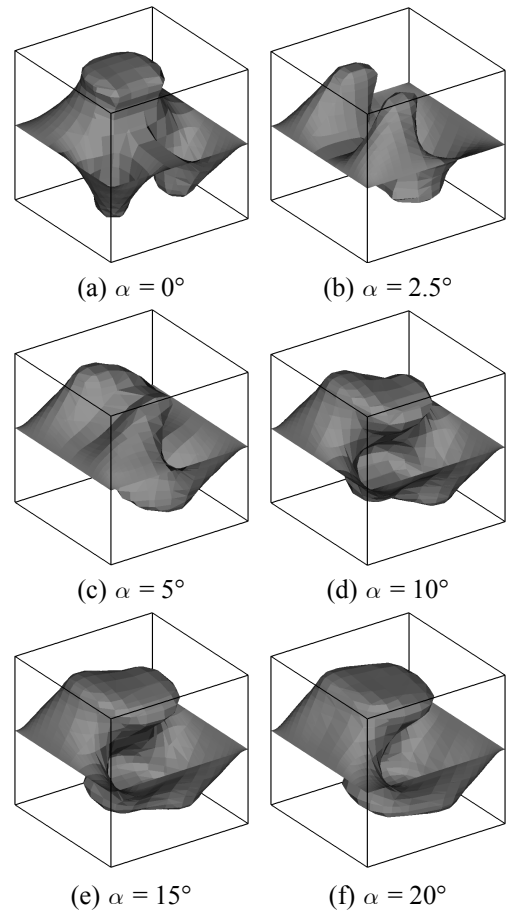 (a) α = 0°
(b) α = 2.5°
(c) α = 5°
(d) α = 10°
(e) α = 15°
(f) α = 20°